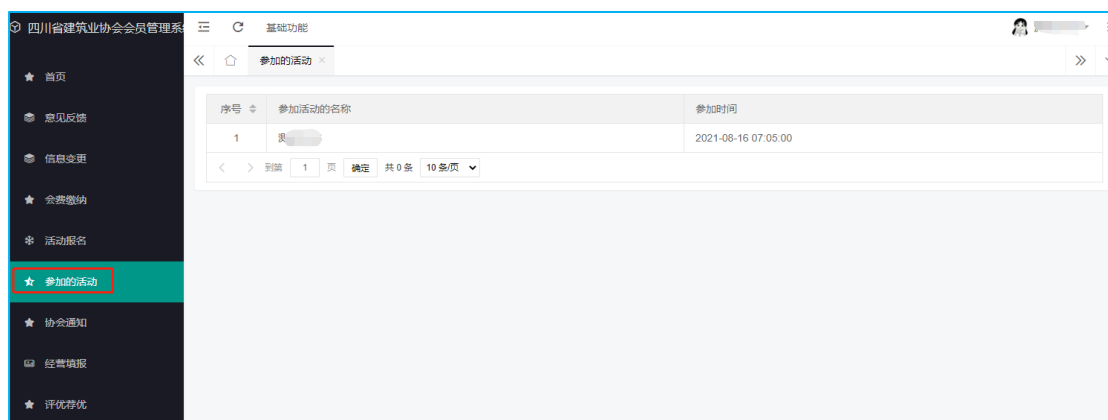 四川省建筑业协会会员管理系
基础功能
参加的活动
首页
意见反馈
信息变更
会费缴纳
活动报名
参加的活动
协会通知
经营填报
评优荐优
序号 参加活动的名称 参加时间
1 2021-08-16 07:05:00
到第 1 页 确定 共 0 条 10 条/页